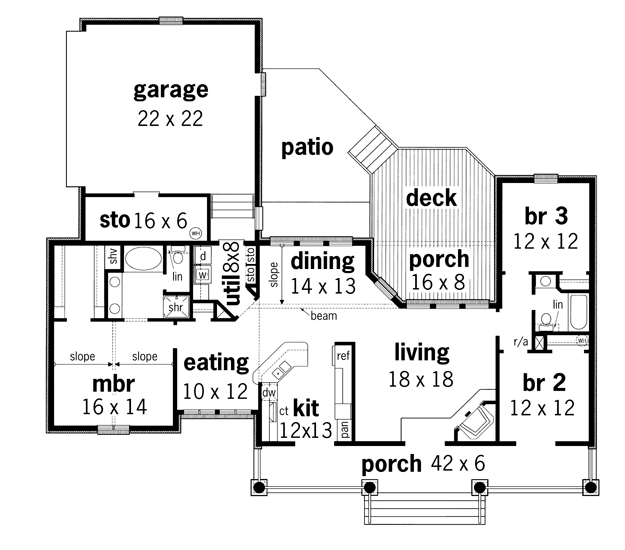 garage
22 x 22
patio
deck
sto 16 x 6
WH
br 3
12 x 12
shv
lin
d
w
util 8x8
sto sto
slope
dining
14 x 13
porch
16 x 8
shr
beam
lin
r/a
WH
slope slope
mbr
16 x 14
eating
10 x 12
ref
living
18 x 18
br 2
12 x 12
dw
ct
kit
12x13
pan
porch 42 x 6